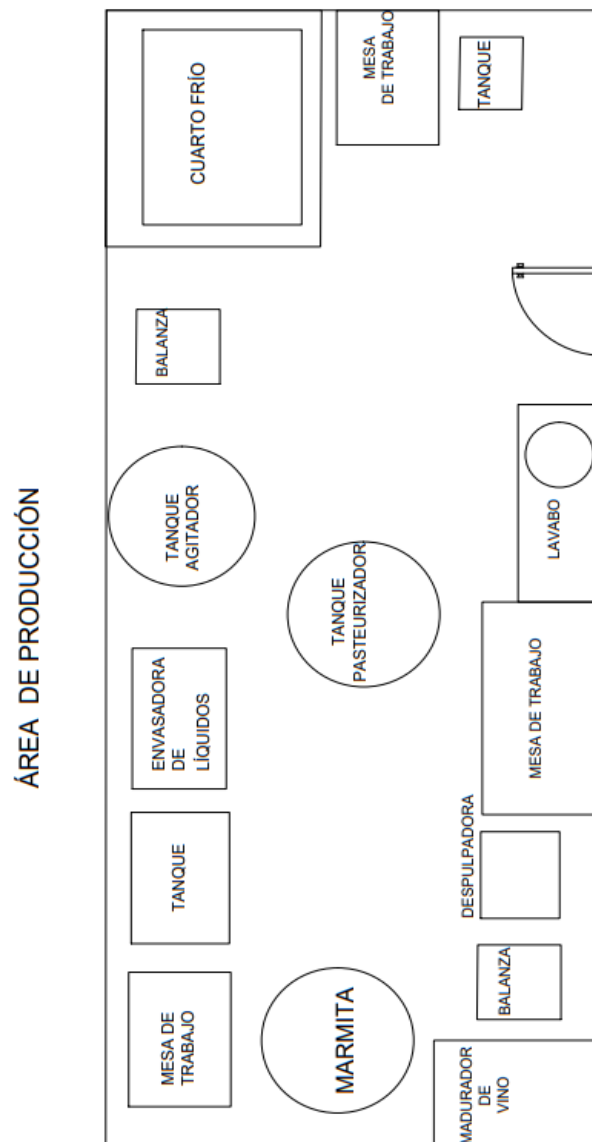 ÁREA DE PRODUCCIÓN
CUARTO FRÍO
MESA
DE TRABAJO
TANQUE
BALANZA
TANQUE
AGITADOR
TANQUE
PASTEURIZADOR
LAVABO
ENVASADORA
DE
LÍQUIDOS
MESA DE TRABAJO
TANQUE
DESPULPADORA
MESA DE
TRABAJO
MARMITA
BALANZA
MADURADOR
DE
VINO